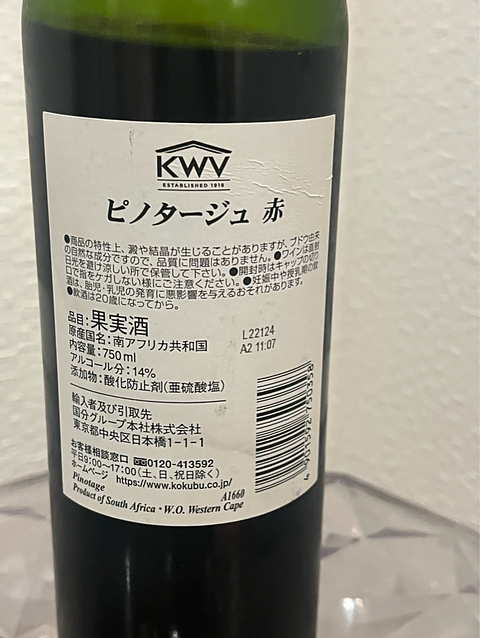 KWV
ESTABLISHED 1918
ピノタージュ 赤
●商品の特性上、澱や結晶が生じることがありますが、ブドウ由来
の自然な成分ですので、品質に問題はありません。●ワインは直射
日光を避け涼しい所で保管して下さい。●開封時はキャップの切り
口で指をケガしない様にご注意ください。●妊娠中や授乳期の飲
酒は、胎児・乳児の発育に悪影響を与えるおそれがあります。
●飲酒は20歳になってから。
品目:果実酒
原産国名:南アフリカ共和国
内容量:750ml
アルコール分:14%
添加物:酸化防止剤(亜硫酸塩)
L22124
A2 11:07
輸入者及び引取先
国分グループ本社株式会社
東京都中央区日本橋1-1-1
お客様相談窓口 0120-413592
平日9:00〜17:00(土、日、祝日除く)
ホームページ https://www.kokubu.co.jp/
A1660
Pinotage
Product of South Africa・W.O. Western Cape